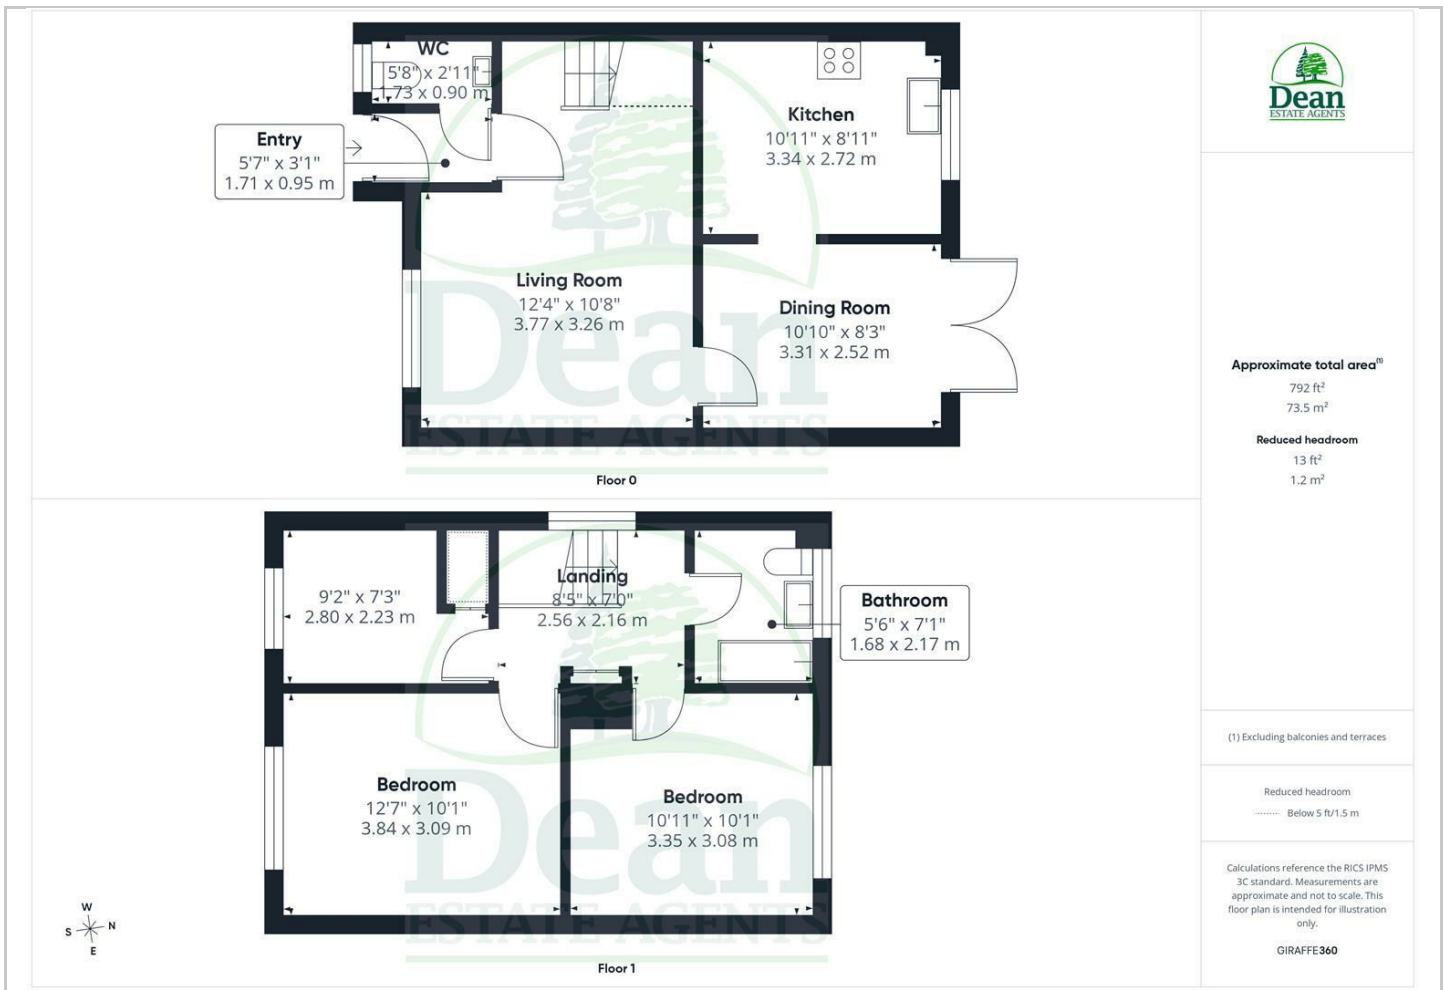 WC
5'8" x 2'11"
1.73 x 0.90 m
Entry
5'7" x 3'1"
1.71 x 0.95 m
Kitchen
10'11" x 8'11"
3.34 x 2.72 m
Living Room
12'4" x 10'8"
3.77 x 3.26 m
Dining Room
10'10" x 8'3"
3.31 x 2.52 m
Dean
ESTATE AGENTS
Floor 0
9'2" x 7'3"
2.80 x 2.23 m
Landing
8'5" x 7'0"
2.56 x 2.16 m
Bathroom
5'6" x 7'1"
1.68 x 2.17 m
Bedroom
12'7" x 10'1"
3.84 x 3.09 m
Bedroom
10'11" x 10'1"
3.35 x 3.08 m
Dean
ESTATE AGENTS
Floor 1
W
S N
E
Dean
ESTATE AGENTS
Approximate total area(1)
792 ft²
73.5 m²
Reduced headroom
13 ft²
1.2 m²
(1) Excluding balconies and terraces
Reduced headroom
Below 5 ft/1.5 m
Calculations reference the RICS IPMS
3C standard. Measurements are
approximate and not to scale. This
floor plan is intended for illustration
only.
GIRAFFE360